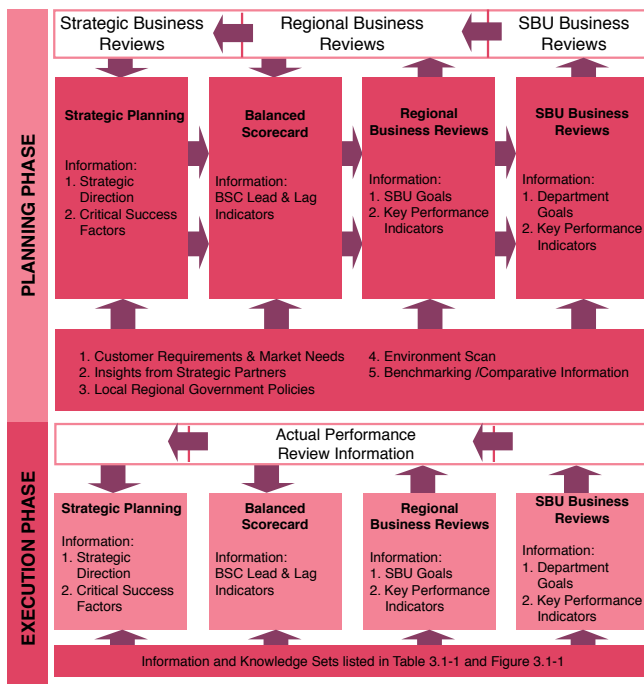 PLANNING PHASE
Strategic Business
Reviews
Regional Business
Reviews
SBU Business
Reviews
Strategic Planning
Information:
1. Strategic
Direction
2. Critical Success
Factors
Balanced
Scorecard
Information:
BSC Lead & Lag
Indicators
Regional
Business Reviews
Information:
1. SBU Goals
2. Key Performance
Indicators
SBU Business
Reviews
Information:
1. Department
Goals
2. Key Performance
Indicators
1. Customer Requirements & Market Needs
2. Insights from Strategic Partners
3. Local Regional Government Policies
4. Environment Scan
5. Benchmarking /Comparative Information
EXECUTION PHASE
Actual Performance
Review Information
Strategic Planning
Information:
1. Strategic
Direction
2. Critical Success
Factors
Balanced
Scorecard
Information:
BSC Lead & Lag
Indicators
Regional
Business Reviews
Information:
1. SBU Goals
2. Key Performance
Indicators
SBU Business
Reviews
Information:
1. Department
Goals
2. Key Performance
Indicators
Information and Knowledge Sets listed in Table 3.1-1 and Figure 3.1-1